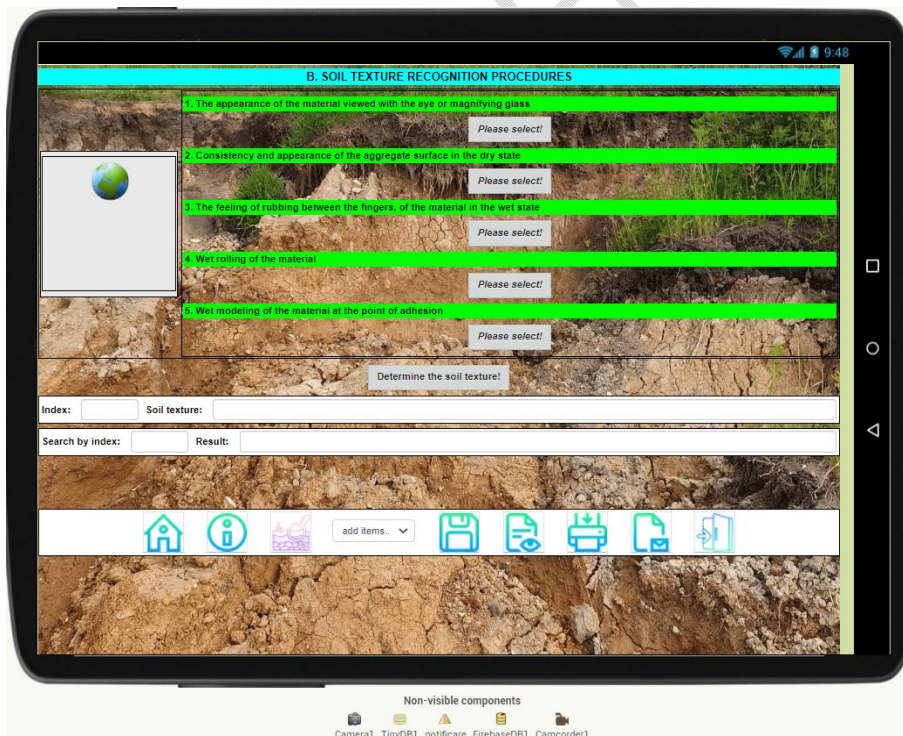 9:48
B. SOIL TEXTURE RECOGNITION PROCEDURES
1. The appearance of the material viewed with the eye or magnifying glass
Please select!
2. Consistency and appearance of the aggregate surface in the dry state
Please select!
3. The feeling of rubbing between the fingers, of the material in the wet state
Please select!
4. Wet rolling of the material
Please select!
5. Wet modeling of the material at the point of adhesion
Please select!
Determine the soil texture!
Index: Soil texture:
Search by index: Result:
add items..
Non-visible components
Camera1 TinyDB1 notificare FirebaseDB1 Camcorder1